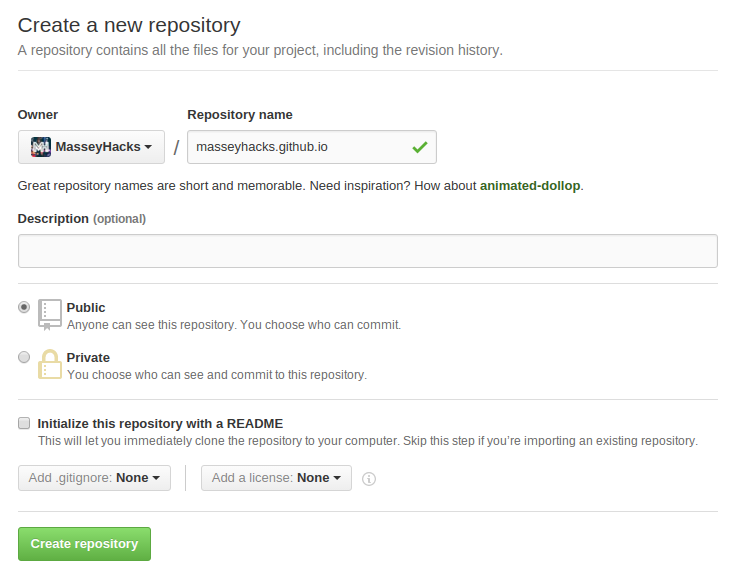 Create a new repository
A repository contains all the files for your project, including the revision history.
Owner Repository name
MasseyHacks / masseyhacks.github.io
Great repository names are short and memorable. Need inspiration? How about animated-dollop.
Description (optional)
Public
Anyone can see this repository. You choose who can commit.
Private
You choose who can see and commit to this repository.
Initialize this repository with a README
This will let you immediately clone the repository to your computer. Skip this step if you’re importing an existing repository.
Add .gitignore: None Add a license: None
Create repository